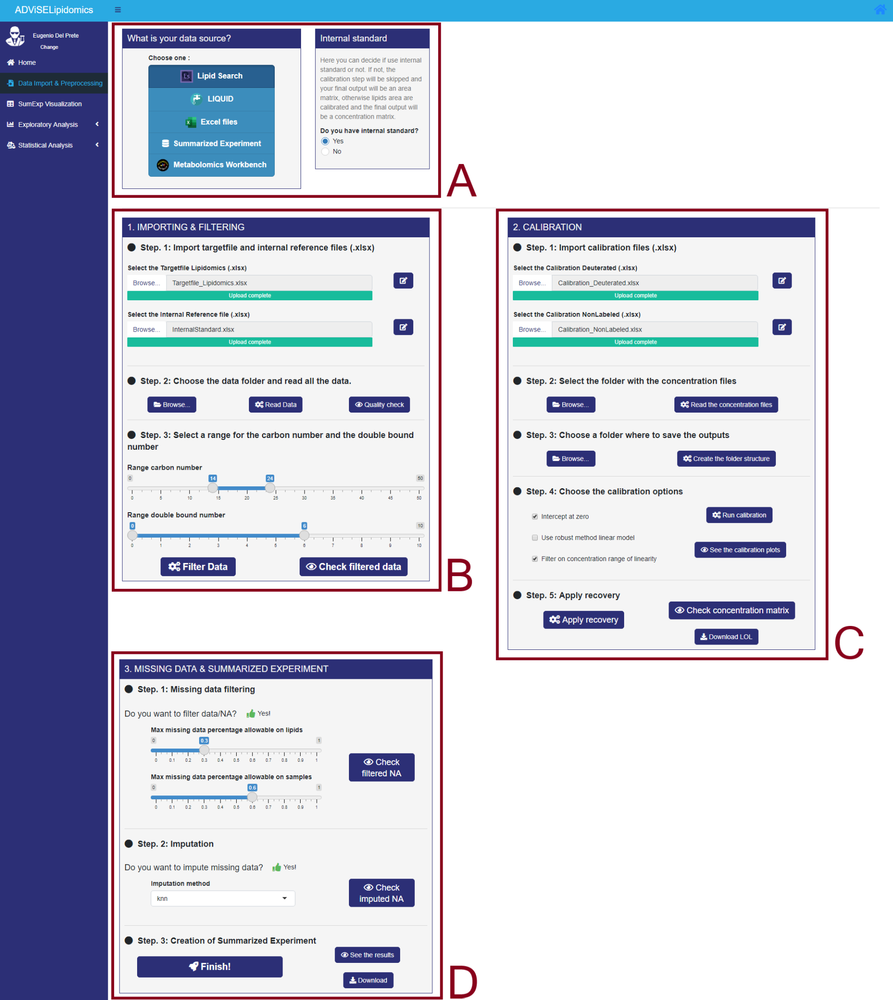 ADViSELipidomics
Eugenio Del Prete
Change
Home
Data Import & Preprocessing
SumExp Visualization
Exploratory Analysis
Statistical Analysis
What is your data source?
Choose one :
Ls Lipid Search
LIQUID
Excel files
Summarized Experiment
Metabolomics Workbench
Internal standard
Here you can decide if use internal
standard or not. If not, the
calibration step will be skipped and
your final output will be an area
matrix, otherwise lipids area are
calibrated and the final output will
be a concentration matrix.
Do you have internal standard?
Yes
No
A
1. IMPORTING & FILTERING
Step. 1: Import targetfile and internal reference files (.xlsx)
Select the Targetfile Lipidomics (.xlsx)
Browse... Targetfile_Lipidomics.xlsx
Upload complete
Select the Internal Reference file (.xlsx)
Browse... InternalStandard.xlsx
Upload complete
Step. 2: Choose the data folder and read all the data.
Browse... Read Data Quality check
Step. 3: Select a range for the carbon number and the double bound
number
Range carbon number
0 14 24 50
0 5 10 15 20 25 30 35 40 45 50
Range double bound number
0 6 10
0 1 2 3 4 5 6 7 8 9 10
Filter Data Check filtered data
B
2. CALIBRATION
Step. 1: Import calibration files (.xlsx)
Select the Calibration Deuterated (.xlsx)
Browse... Calibration_Deuterated.xlsx
Upload complete
Select the Calibration NonLabeled (.xlsx)
Browse... Calibration_NonLabeled.xlsx
Upload complete
Step. 2: Select the folder with the concentration files
Browse... Read the concentration files
Step. 3: Choose a folder where to save the outputs
Browse... Create the folder structure
Step. 4: Choose the calibration options
Intercept at zero
Run calibration
Use robust method linear model
See the calibration plots
Filter on concentration range of linearity
Step. 5: Apply recovery
Check concentration matrix
Apply recovery
Download LOL
C
3. MISSING DATA & SUMMARIZED EXPERIMENT
Step. 1: Missing data filtering
Do you want to filter data/NA? Yes!
Max missing data percentage allowable on lipids
0 0.3 1
0 0.1 0.2 0.3 0.4 0.5 0.6 0.7 0.8 0.9 1
Check
filtered NA
Max missing data percentage allowable on samples
0 0.6 1
0 0.1 0.2 0.3 0.4 0.5 0.6 0.7 0.8 0.9 1
Step. 2: Imputation
Do you want to impute missing data? Yes!
Imputation method
knn
Check
imputed NA
Step. 3: Creation of Summarized Experiment
See the results
Finish!
Download
D